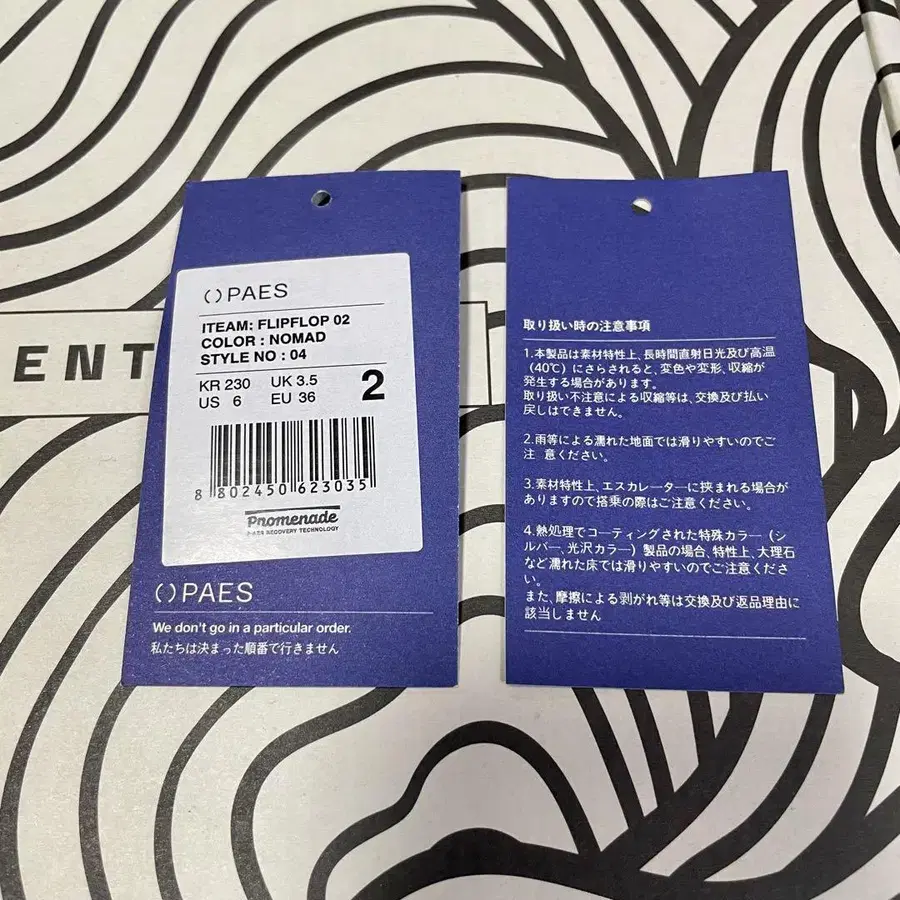 ENT
PAES
ITEAM: FLIPFLOP 02
COLOR : NOMAD
STYLE NO : 04
KR 230 UK 3.5
US 6 EU 36
2
8 802450 623035
Promenade
PAES RECOVERY TECHNOLOGY
PAES
We don't go in a particular order.
私たちは決まった順番で行きません
取り扱い時の注意事項
1.本製品は素材特性上、長時間直射日光及び高温
(40℃)にさらされると、変色や変形、収縮が
発生する場合があります。
取り扱い不注意による収縮等は、交換及び払い
戻しはできません。
2.雨等による濡れた地面では滑りやすいのでご
注 意ください。
3.素材特性上、エスカレーターに挟まれる場合が
ありますので搭乗の際はご注意ください。
4.熱処理でコーティングされた特殊カラー(シ
ルバー、光沢カラー)製品の場合、特性上、大理石
など濡れた床では滑りやすいのでご注意くださ
い。
また、摩擦による剥がれ等は交換及び返品理由に
該当しません